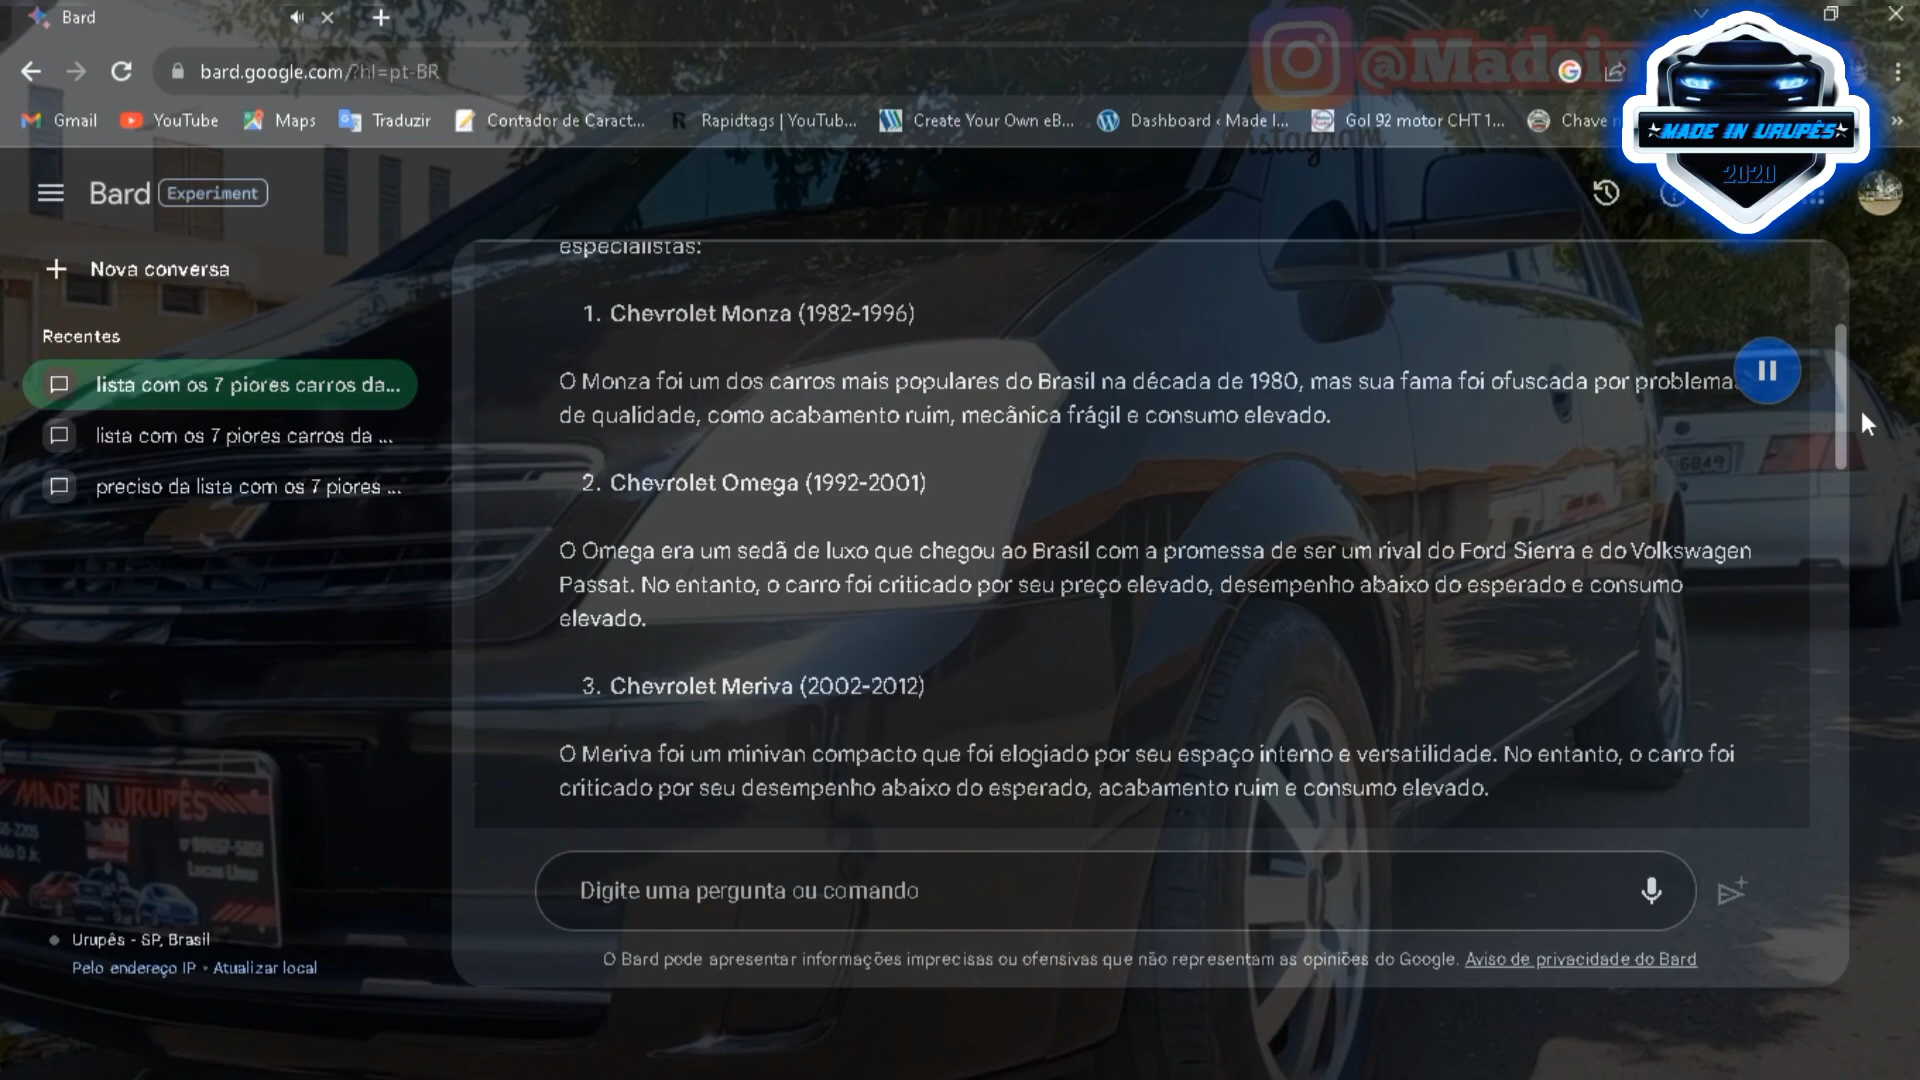 Bard
bard.google.com/?hl=pt-BR
@Madein
Gmail
YouTube
Maps
Traduzir
Contador de Caract...
Rapidtags | YouTub...
Create Your Own eB...
Dashboard ‹ Made I...
Gol 92 motor CHT 1...
Chave
instagram
MADE IN URUPÊS
2020
Bard Experiment
Nova conversa
Recentes
lista com os 7 piores carros da...
lista com os 7 piores carros da ...
preciso da lista com os 7 piores ...
especialistas:
1. Chevrolet Monza (1982-1996)
O Monza foi um dos carros mais populares do Brasil na década de 1980, mas sua fama foi ofuscada por problema
de qualidade, como acabamento ruim, mecânica frágil e consumo elevado.
2. Chevrolet Omega (1992-2001)
O Omega era um sedã de luxo que chegou ao Brasil com a promessa de ser um rival do Ford Sierra e do Volkswagen
Passat. No entanto, o carro foi criticado por seu preço elevado, desempenho abaixo do esperado e consumo
elevado.
3. Chevrolet Meriva (2002-2012)
O Meriva foi um minivan compacto que foi elogiado por seu espaço interno e versatilidade. No entanto, o carro foi
criticado por seu desempenho abaixo do esperado, acabamento ruim e consumo elevado.
6849
MADE IN URUPÊS
Lucas Lima
Digite uma pergunta ou comando
Urupês - SP, Brasil
Pelo endereço IP • Atualizar local
O Bard pode apresentar informações imprecisas ou ofensivas que não representam as opiniões do Google. Aviso de privacidade do Bard